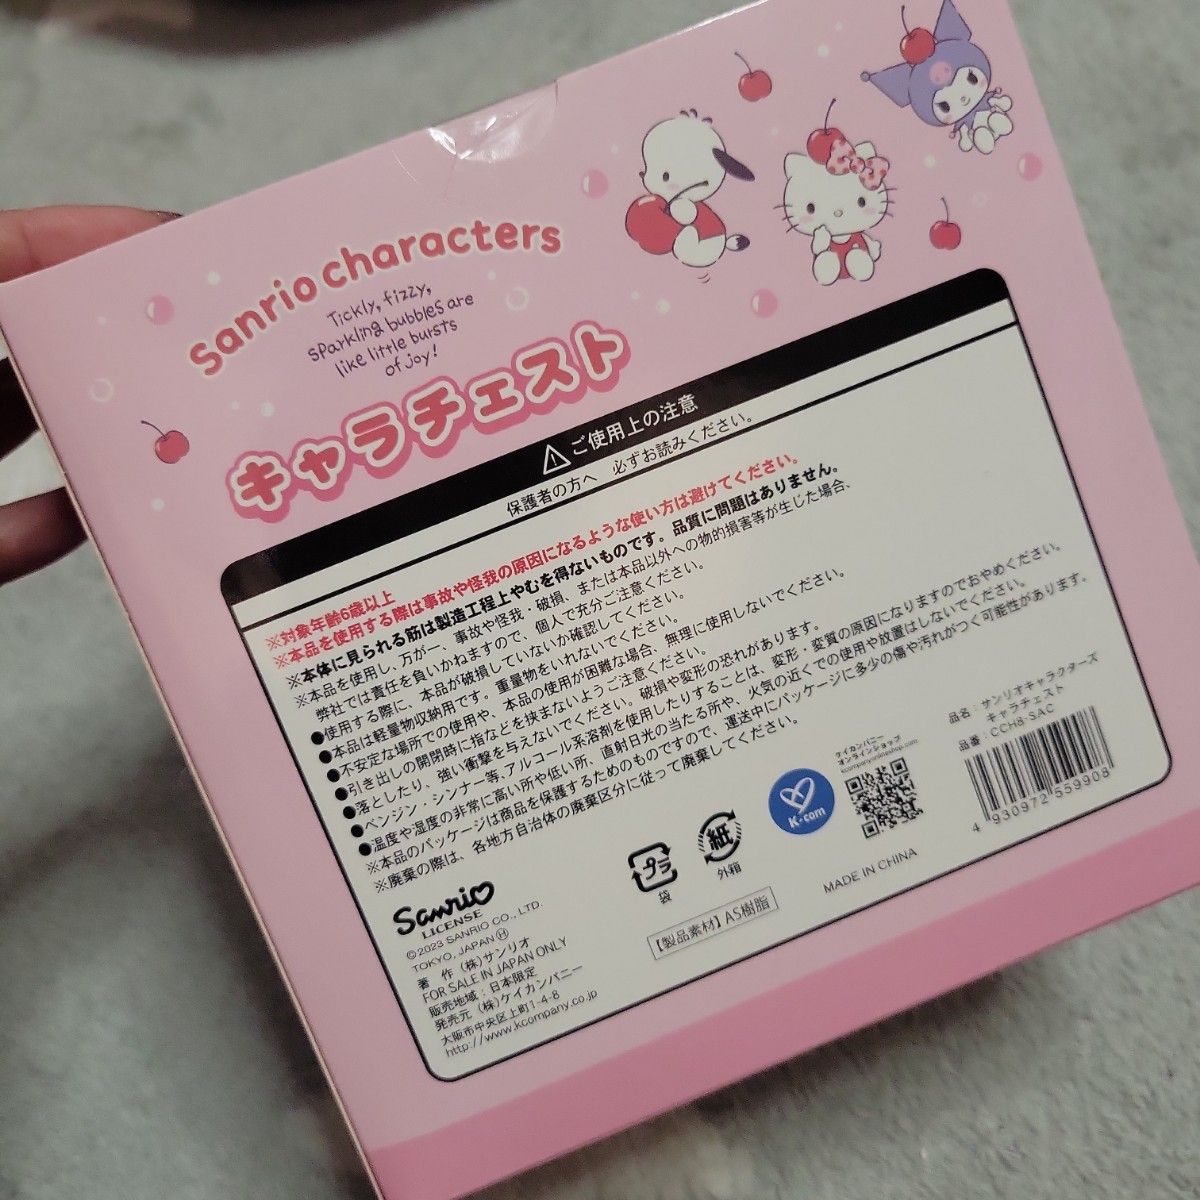 sanrio characters
Tickly, fizzy,
sparkling bubbles are
like little bursts
of joy!
キャラチェスト
ご使用上の注意
保護者の方へ 必ずお読みください。
※対象年齢6歳以上
※本品を使用する際は事故や怪我の原因になるような使い方は避けてください。
※本体に見られる筋は製造工程上やむを得ないものです。品質に問題はありません。
※本品を使用し、万が一、事故や怪我・破損、または本品以外への物的損害等が生じた場合、
弊社では責任を負いかねますので、個人で充分ご注意ください。
●使用する際に、本品が破損していないか確認してください。
●本品は軽量物収納用です。重量物をいれないでください。
●不安定な場所での使用や、本品の使用が困難な場合、無理に使用しないでください。
●引き出しの開閉時に指などを挟まないようご注意ください。
●落としたり、強い衝撃を与えないでください。破損や変形の恐れがあります。
●ベンジン・シンナー等、アルコール系溶剤を使用したりすることは、変形・変質の原因になりますのでおやめください。
●温度や湿度の非常に高い所や低い所、直射日光の当たる所や、火気の近くでの使用や放置はしないでください。
※本品のパッケージは商品を保護するためのものですので、運送中にパッケージに多少の傷や汚れがつく可能性があります。
※廃棄の際は、各地方自治体の廃棄区分に従って廃棄してください。
Sanrio
LICENSE
©2023 SANRIO CO., LTD.
TOKYO, JAPAN Ⓗ
著 作 (株)サンリオ
FOR SALE IN JAPAN ONLY
販売地域:日本限定
発売元 (株)ケイカンパニー
大阪市中央区上町1-4-8
http://www.kcompany.co.jp
プラ
袋
紙
外箱
【製品素材】AS樹脂
K-com
ケイカンパニー
オンラインショップ
kcompanyonlineshop.com
MADE IN CHINA
品名:サンリオキャラクターズ
キャラチェスト
品番:CCH8-SAC
4 930972 559908